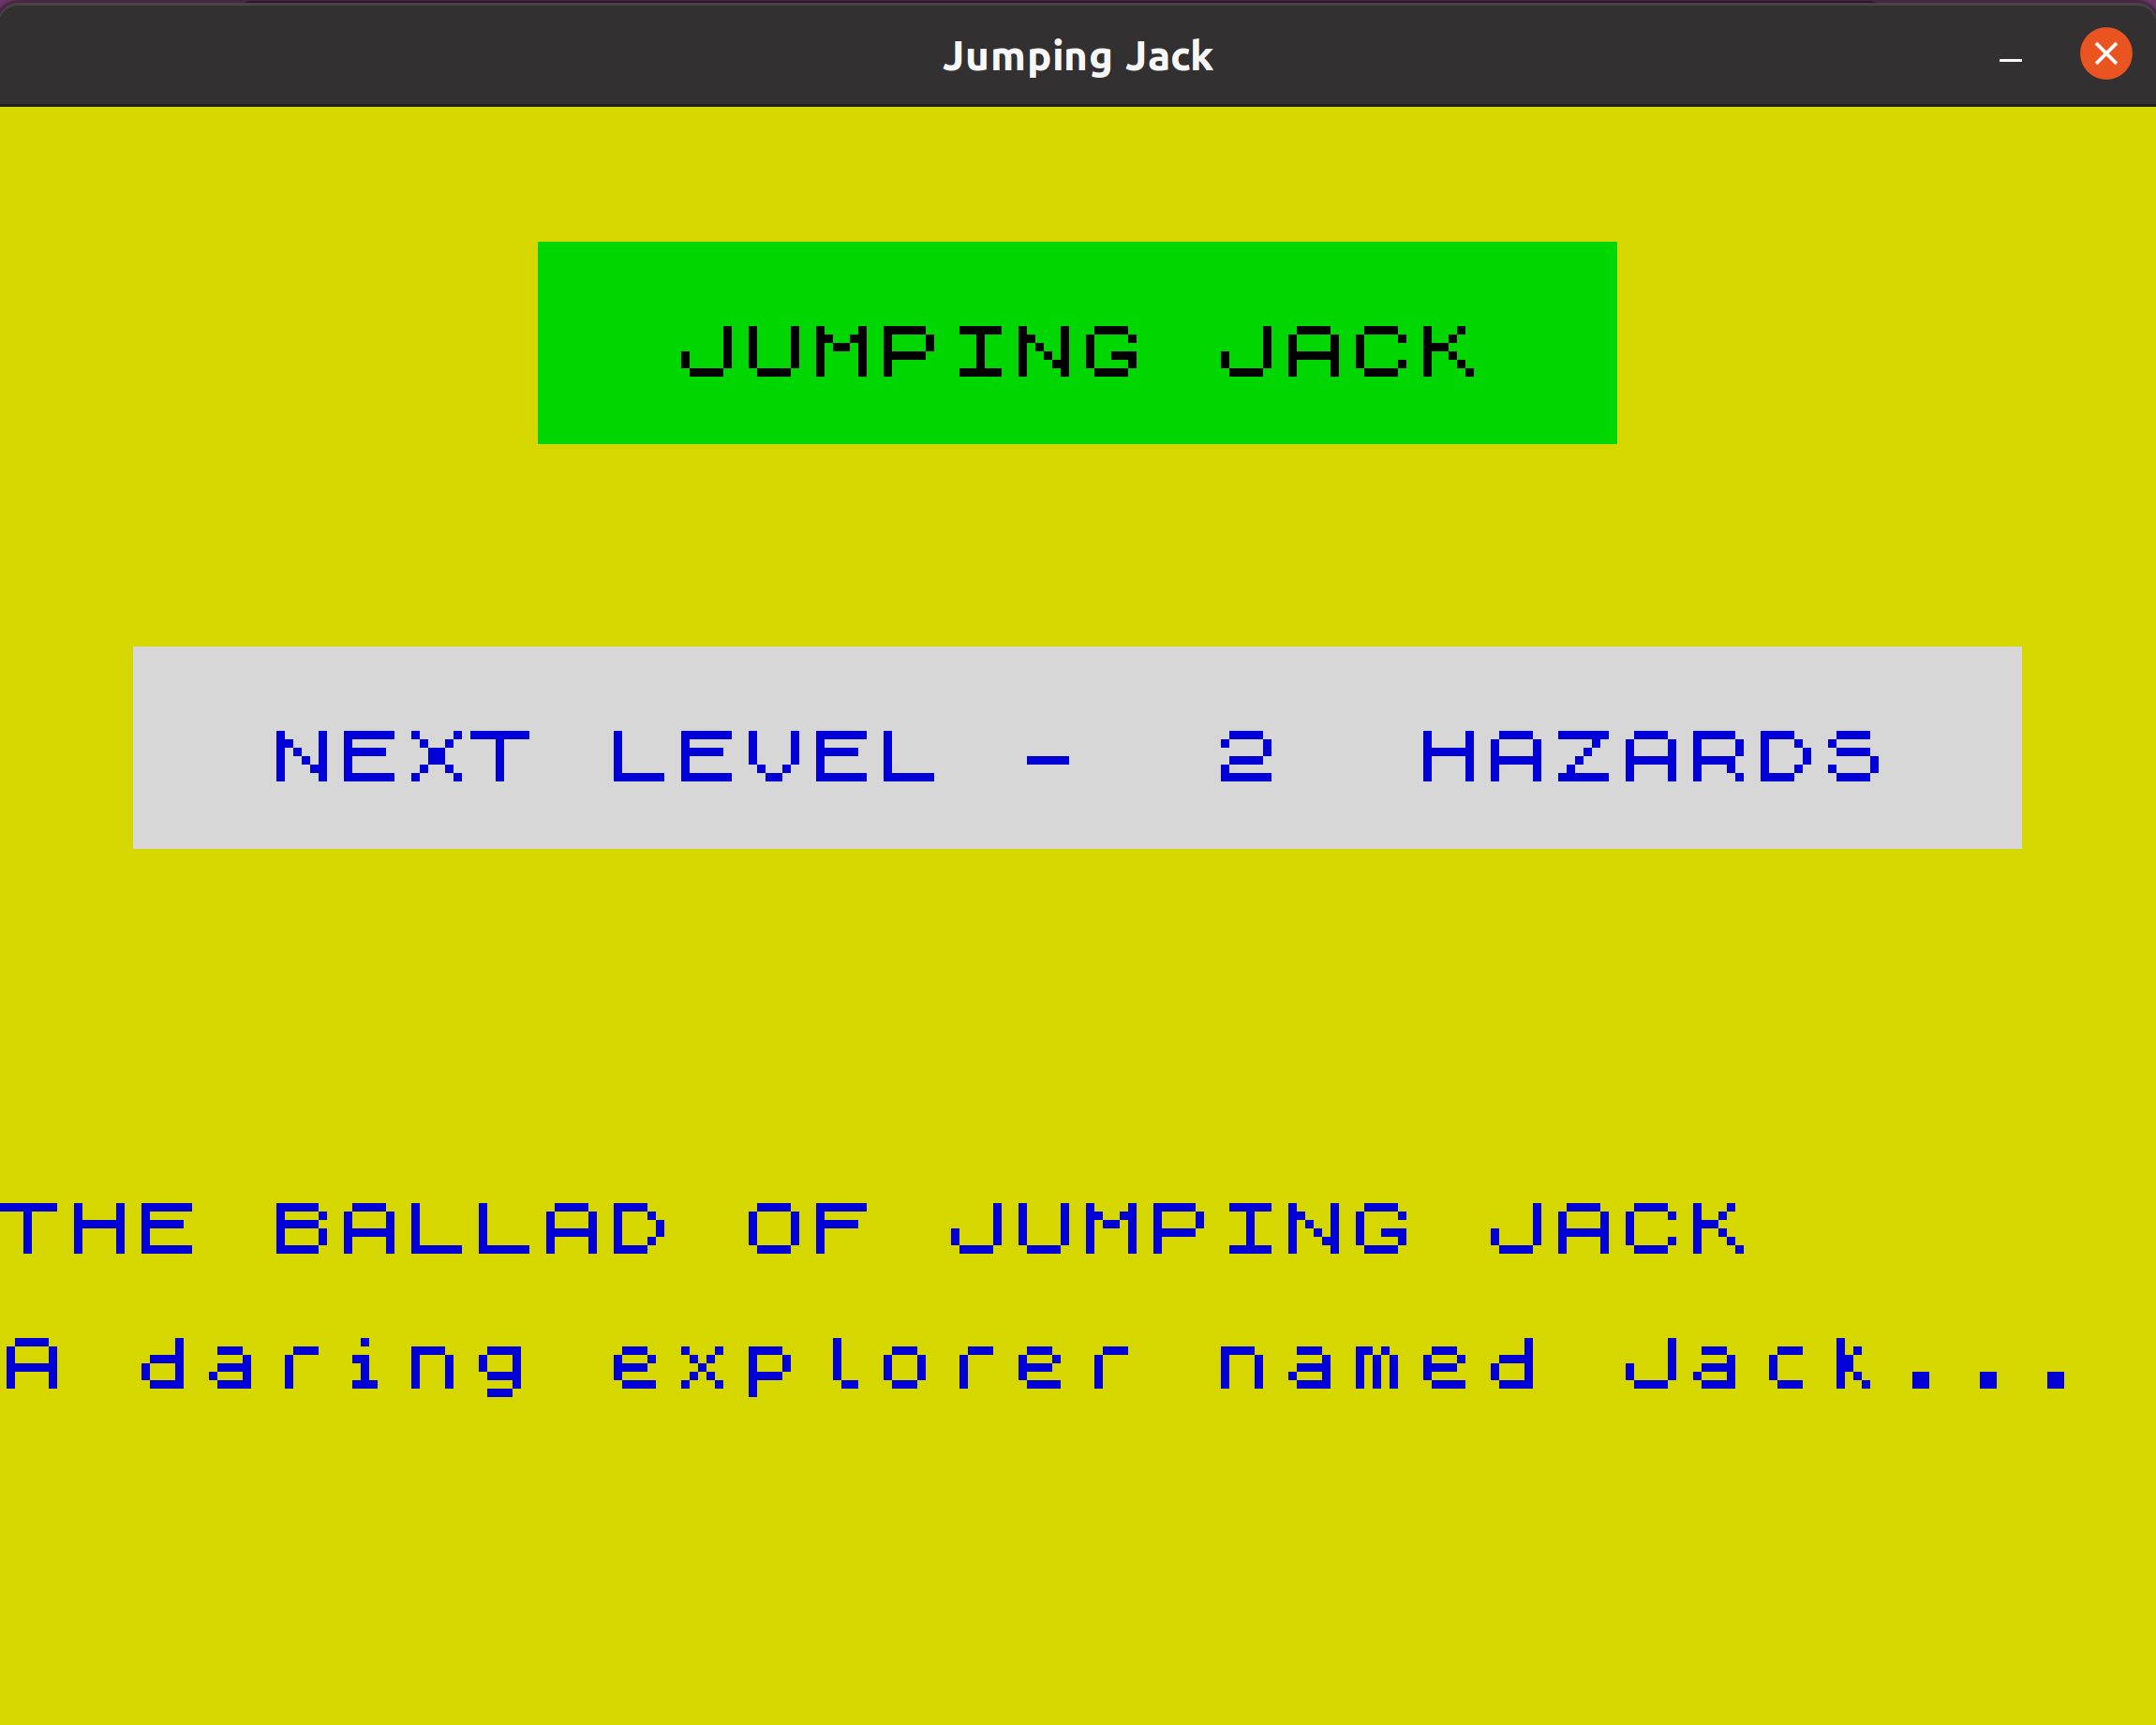 Jumping Jack
JUMPING JACK
NEXT LEVEL - 2 HAZARDS
THE BALLAD OF JUMPING JACK
A daring explorer named Jack...